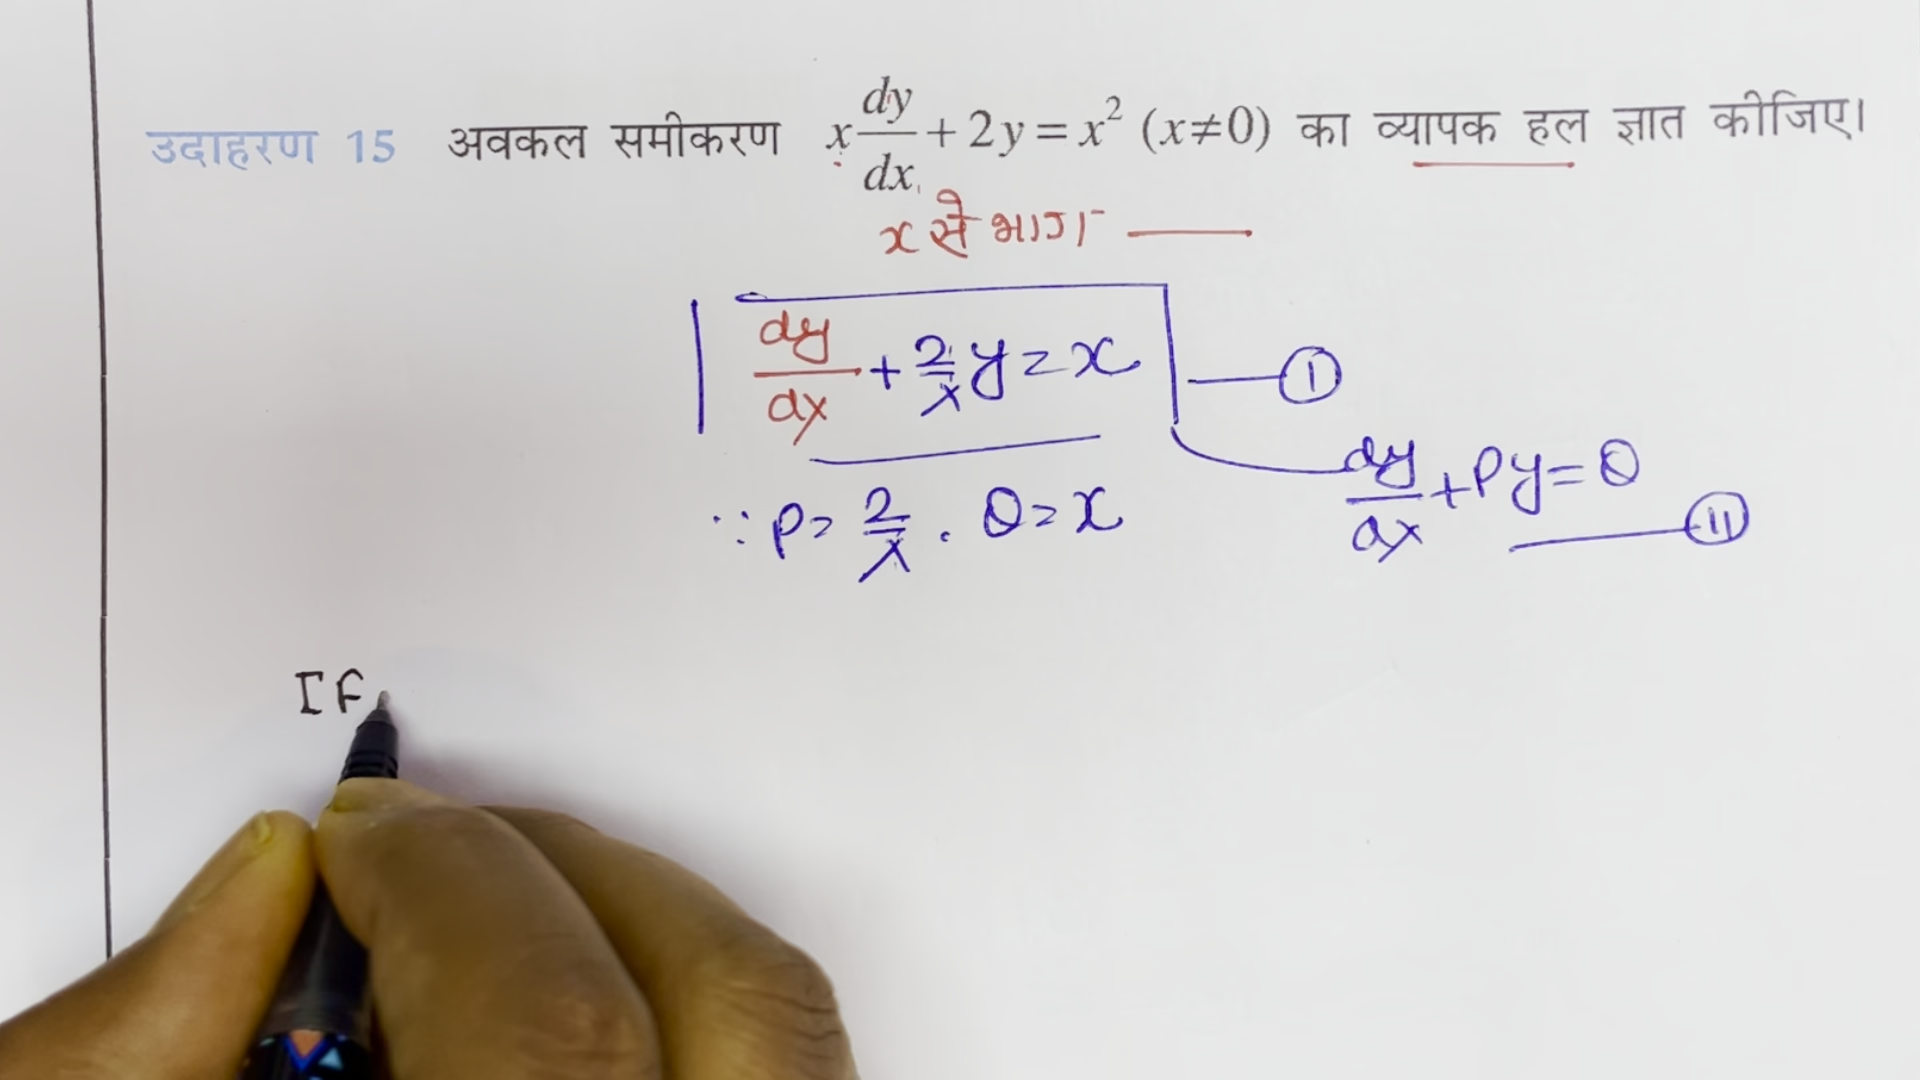 उदाहरण 15 अवकल समीकरण x dy/dx + 2y = x² (x≠0) का व्यापक हल ज्ञात कीजिए।
x से भाग
dy/dx + 2/x y = x — I
dy/dx + Py = Q — II
∵ P = 2/x . Q = x
IF